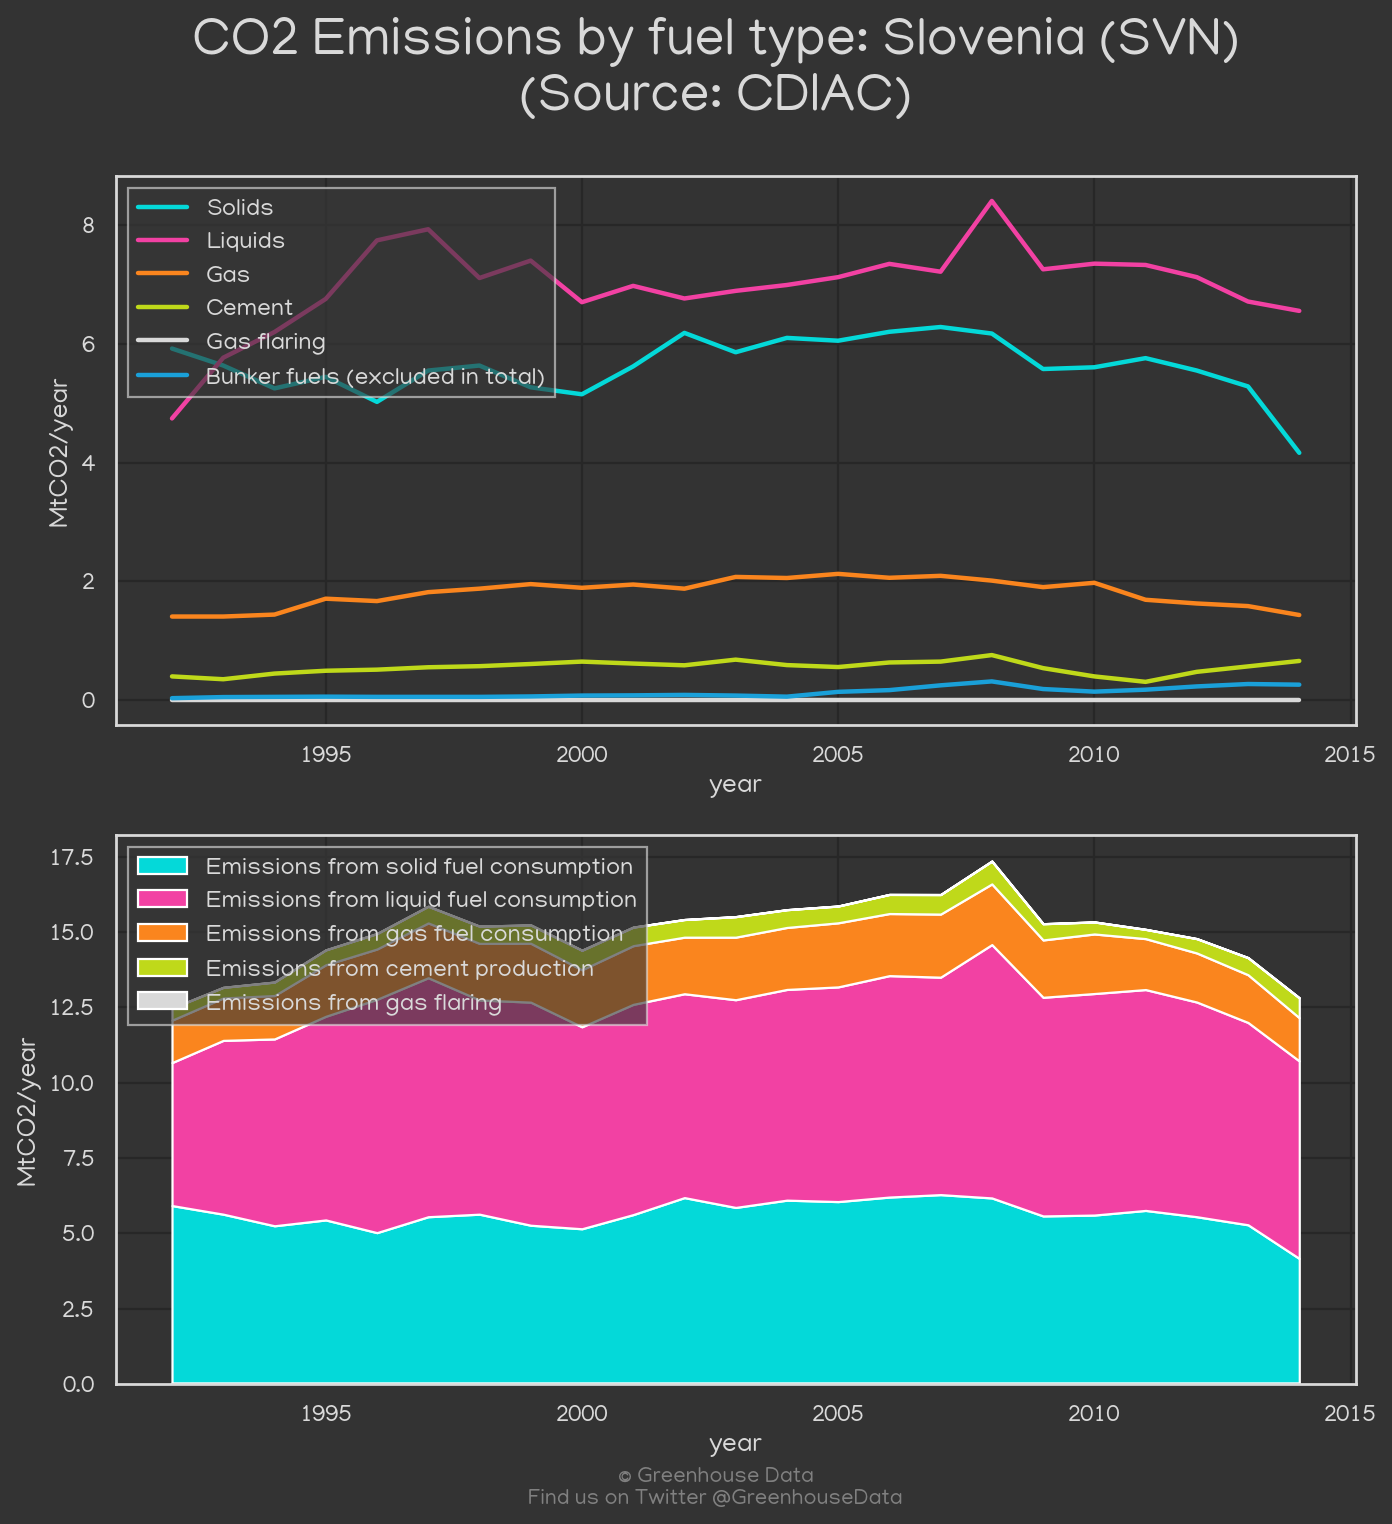 CO2 Emissions by fuel type: Slovenia (SVN)
(Source: CDIAC)
Solids
Liquids
Gas
Cement
Gas flaring
Bunker fuels (excluded in total)
8
6
4
2
0
MtCO2/year
1995 2000 2005 2010 2015
year
Emissions from solid fuel consumption
Emissions from liquid fuel consumption
Emissions from gas fuel consumption
Emissions from cement production
Emissions from gas flaring
17.5
15.0
12.5
10.0
7.5
5.0
2.5
0.0
MtCO2/year
1995 2000 2005 2010 2015
year
© Greenhouse Data
Find us on Twitter @GreenhouseData